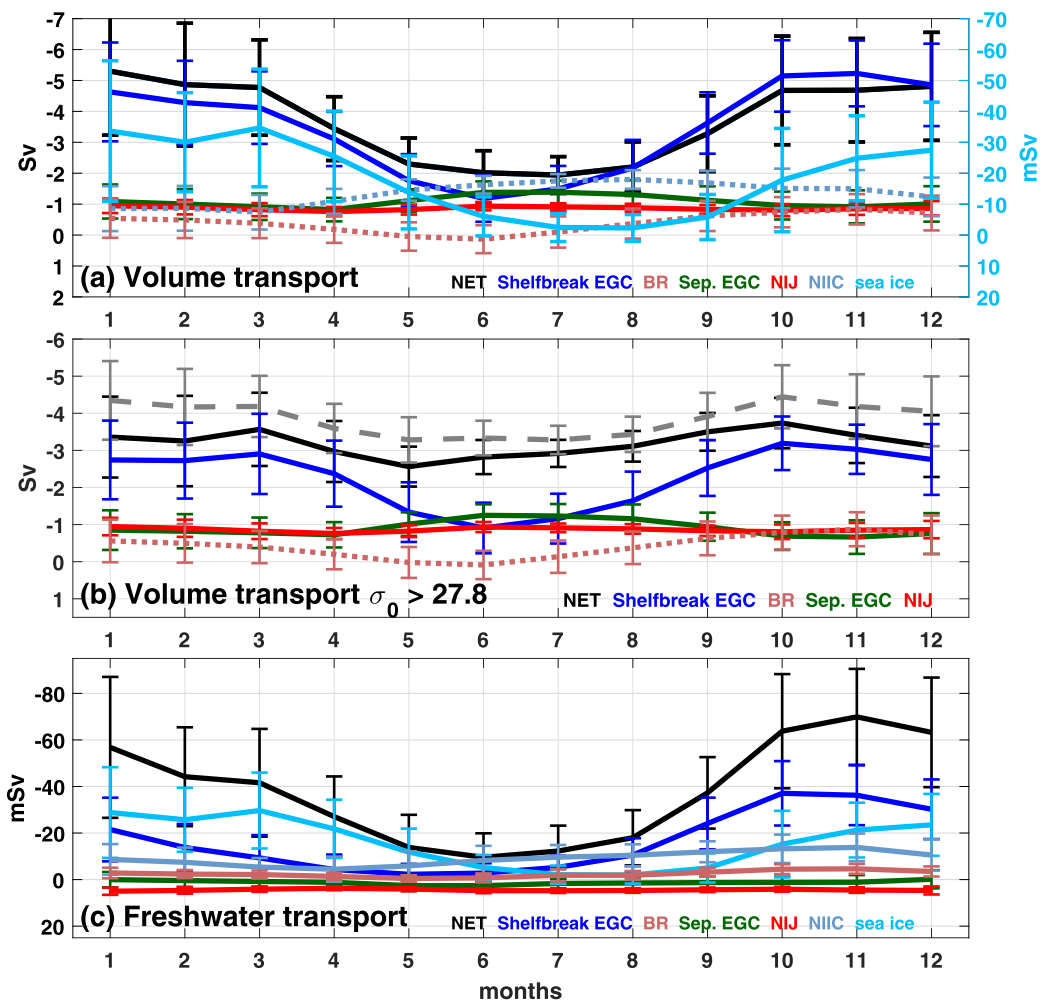 -7
-6
-5
-4
-3
-2
-1
0
1
2
Sv
-70
-60
-50
-40
-30
-20
-10
0
10
20
mSv
(a) Volume transport
NET Shelfbreak EGC BR Sep. EGC NIJ NIIC sea ice
1 2 3 4 5 6 7 8 9 10 11 12
months
-6
-5
-4
-3
-2
-1
0
1
Sv
(b) Volume transport σ₀ > 27.8
NET Shelfbreak EGC BR Sep. EGC NIJ
1 2 3 4 5 6 7 8 9 10 11 12
months
-80
-60
-40
-20
0
20
mSv
(c) Freshwater transport
NET Shelfbreak EGC BR Sep. EGC NIJ NIIC sea ice
1 2 3 4 5 6 7 8 9 10 11 12
months